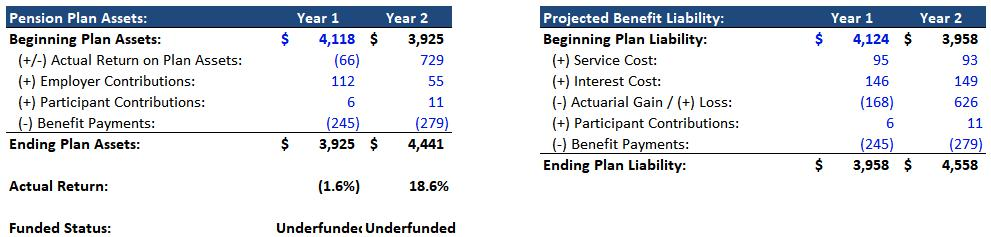 Pension Plan Assets: Year 1 Year 2
Beginning Plan Assets: $ 4,118 $ 3,925
(+/-) Actual Return on Plan Assets: (66) 729
(+) Employer Contributions: 112 55
(+) Participant Contributions: 6 11
(-) Benefit Payments: (245) (279)
Ending Plan Assets: $ 3,925 $ 4,441
Actual Return: (1.6%) 18.6%
Funded Status: Underfunded Underfunded
Projected Benefit Liability: Year 1 Year 2
Beginning Plan Liability: $ 4,124 $ 3,958
(+) Service Cost: 95 93
(+) Interest Cost: 146 149
(-) Actuarial Gain / (+) Loss: (168) 626
(+) Participant Contributions: 6 11
(-) Benefit Payments: (245) (279)
Ending Plan Liability: $ 3,958 $ 4,558